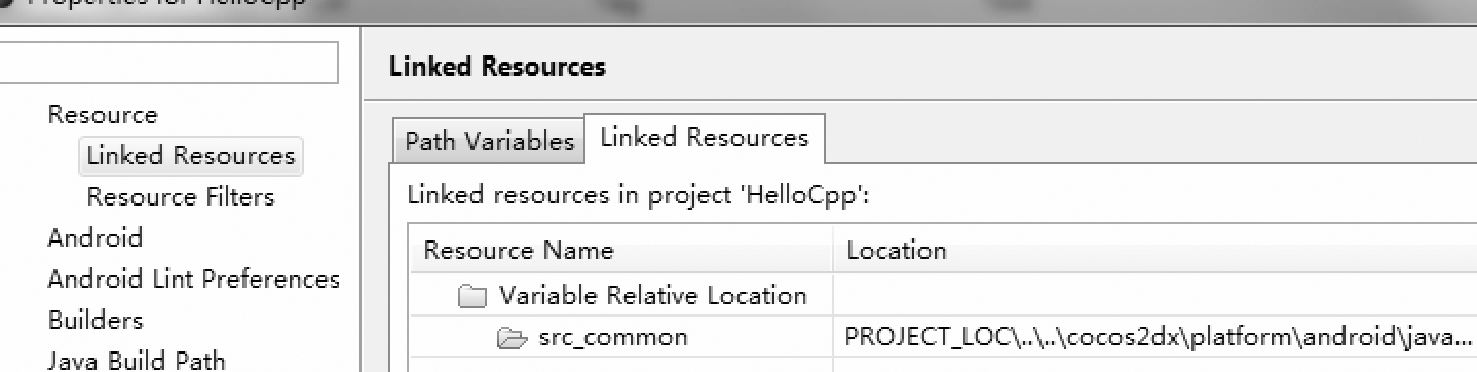 Properties for HelloCpp
Linked Resources
Resource
Linked Resources
Resource Filters
Android
Android Lint Preferences
Builders
Java Build Path
Path Variables
Linked Resources
Linked resources in project 'HelloCpp':
Resource Name
Location
Variable Relative Location
src_common
PROJECT_LOC\..\..\cocos2dx\platform\android\java...